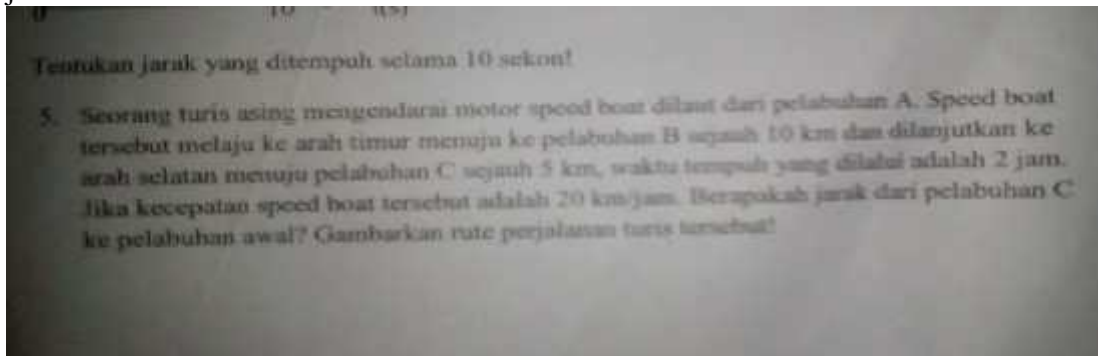 0 10 t(s)
Tentukan jarak yang ditempuh selama 10 sekon!
5. Seorang turis asing mengendarai motor speed boat dilaut dari pelabuhan A. Speed boat
tersebut melaju ke arah timur menuju ke pelabuhan B sejauh 10 km dan dilanjutkan ke
arah selatan menuju pelabuhan C sejauh 5 km, waktu tempuh yang dilalui adalah 2 jam.
Jika kecepatan speed boat tersebut adalah 20 km/jam. Berapakah jarak dari pelabuhan C
ke pelabuhan awal? Gambarkan rute perjalanan turis tersebut!